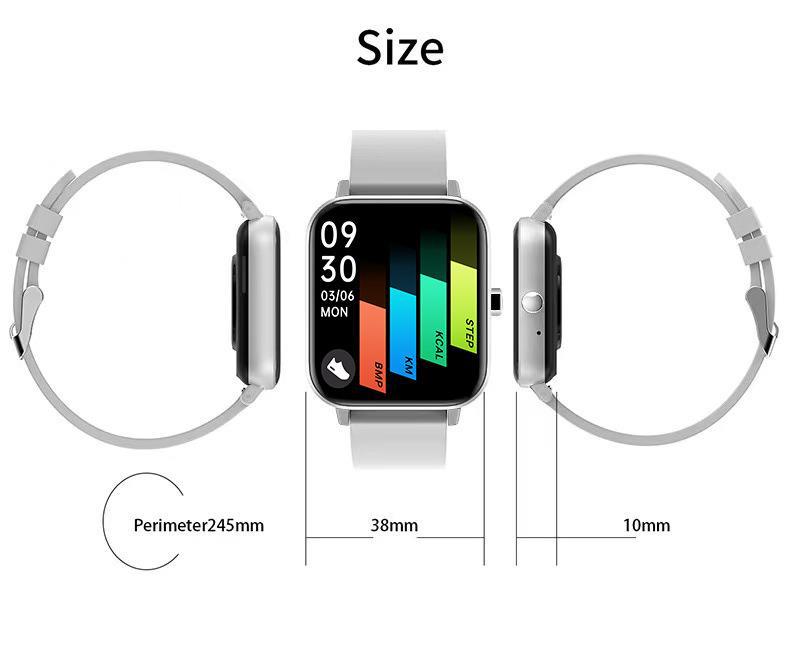 Size
09
30
03/06
MON
BMP
KM
KCAL
STEP
Perimeter245mm
38mm
10mm